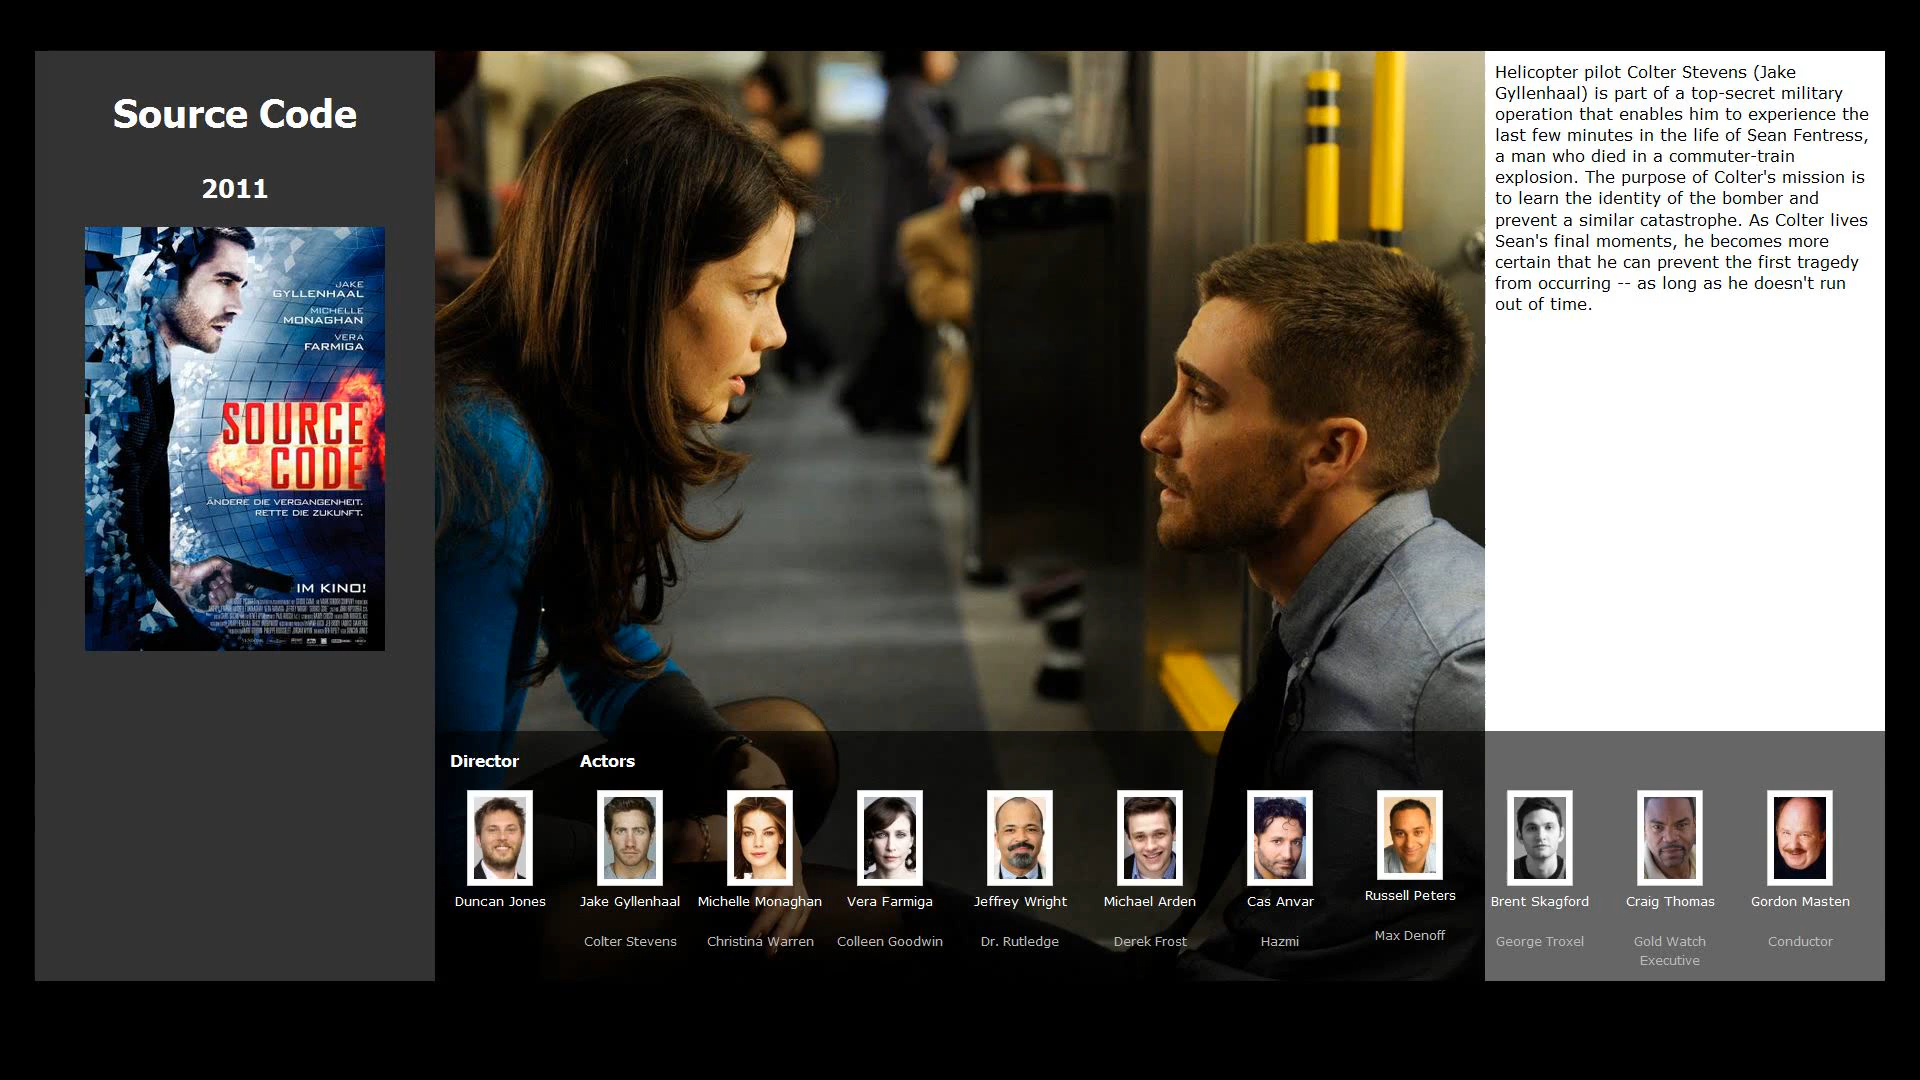 Source Code
2011
JAKE
GYLLENHAAL
MICHELLE
MONAGHAN
VERA
FARMIGA
SOURCE
CODE
ÄNDERE DIE VERGANGENHEIT.
RETTE DIE ZUKUNFT.
IM KINO!
Helicopter pilot Colter Stevens (Jake
Gyllenhaal) is part of a top-secret military
operation that enables him to experience the
last few minutes in the life of Sean Fentress,
a man who died in a commuter-train
explosion. The purpose of Colter's mission is
to learn the identity of the bomber and
prevent a similar catastrophe. As Colter lives
Sean's final moments, he becomes more
certain that he can prevent the first tragedy
from occurring -- as long as he doesn't run
out of time.
Director
Actors
Duncan Jones
Jake Gyllenhaal
Colter Stevens
Michelle Monaghan
Christina Warren
Vera Farmiga
Colleen Goodwin
Jeffrey Wright
Dr. Rutledge
Michael Arden
Derek Frost
Cas Anvar
Hazmi
Russell Peters
Max Denoff
Brent Skagford
George Troxel
Craig Thomas
Gold Watch
Executive
Gordon Masten
Conductor